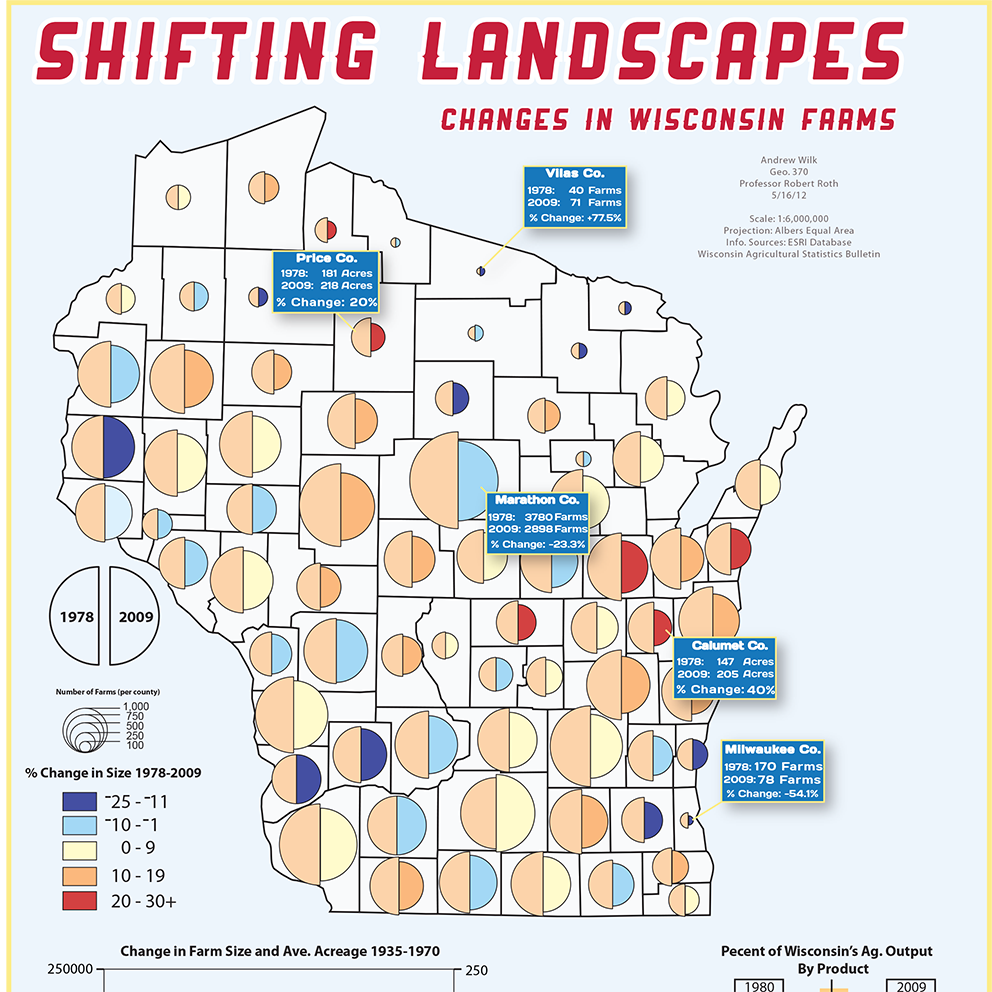 SHIFTING LANDSCAPES
CHANGES IN WISCONSIN FARMS
Andrew Wilk
Geo. 370
Professor Robert Roth
5/16/12
Scale: 1:6,000,000
Projection: Albers Equal Area
Info. Sources: ESRI Database
Wisconsin Agricultural Statistics Bulletin
Vilas Co.
1978: 40 Farms
2009: 71 Farms
% Change: +77.5%
Price Co.
1978: 181 Acres
2009: 218 Acres
% Change: 20%
Marathon Co.
1978: 3780 Farms
2009: 2898 Farms
% Change: -23.3%
1978 2009
Calumet Co.
1978: 147 Acres
2009: 205 Acres
% Change: 40%
Number of Farms (per county)
1,000
750
500
250
100
Milwaukee Co.
1978: 170 Farms
2009: 78 Farms
% Change: -54.1%
% Change in Size 1978-2009
-25 - -11
-10 - -1
0 - 9
10 - 19
20 - 30+
Change in Farm Size and Ave. Acreage 1935-1970
250000 250
Pecent of Wisconsin's Ag. Output
By Product
1980 2009